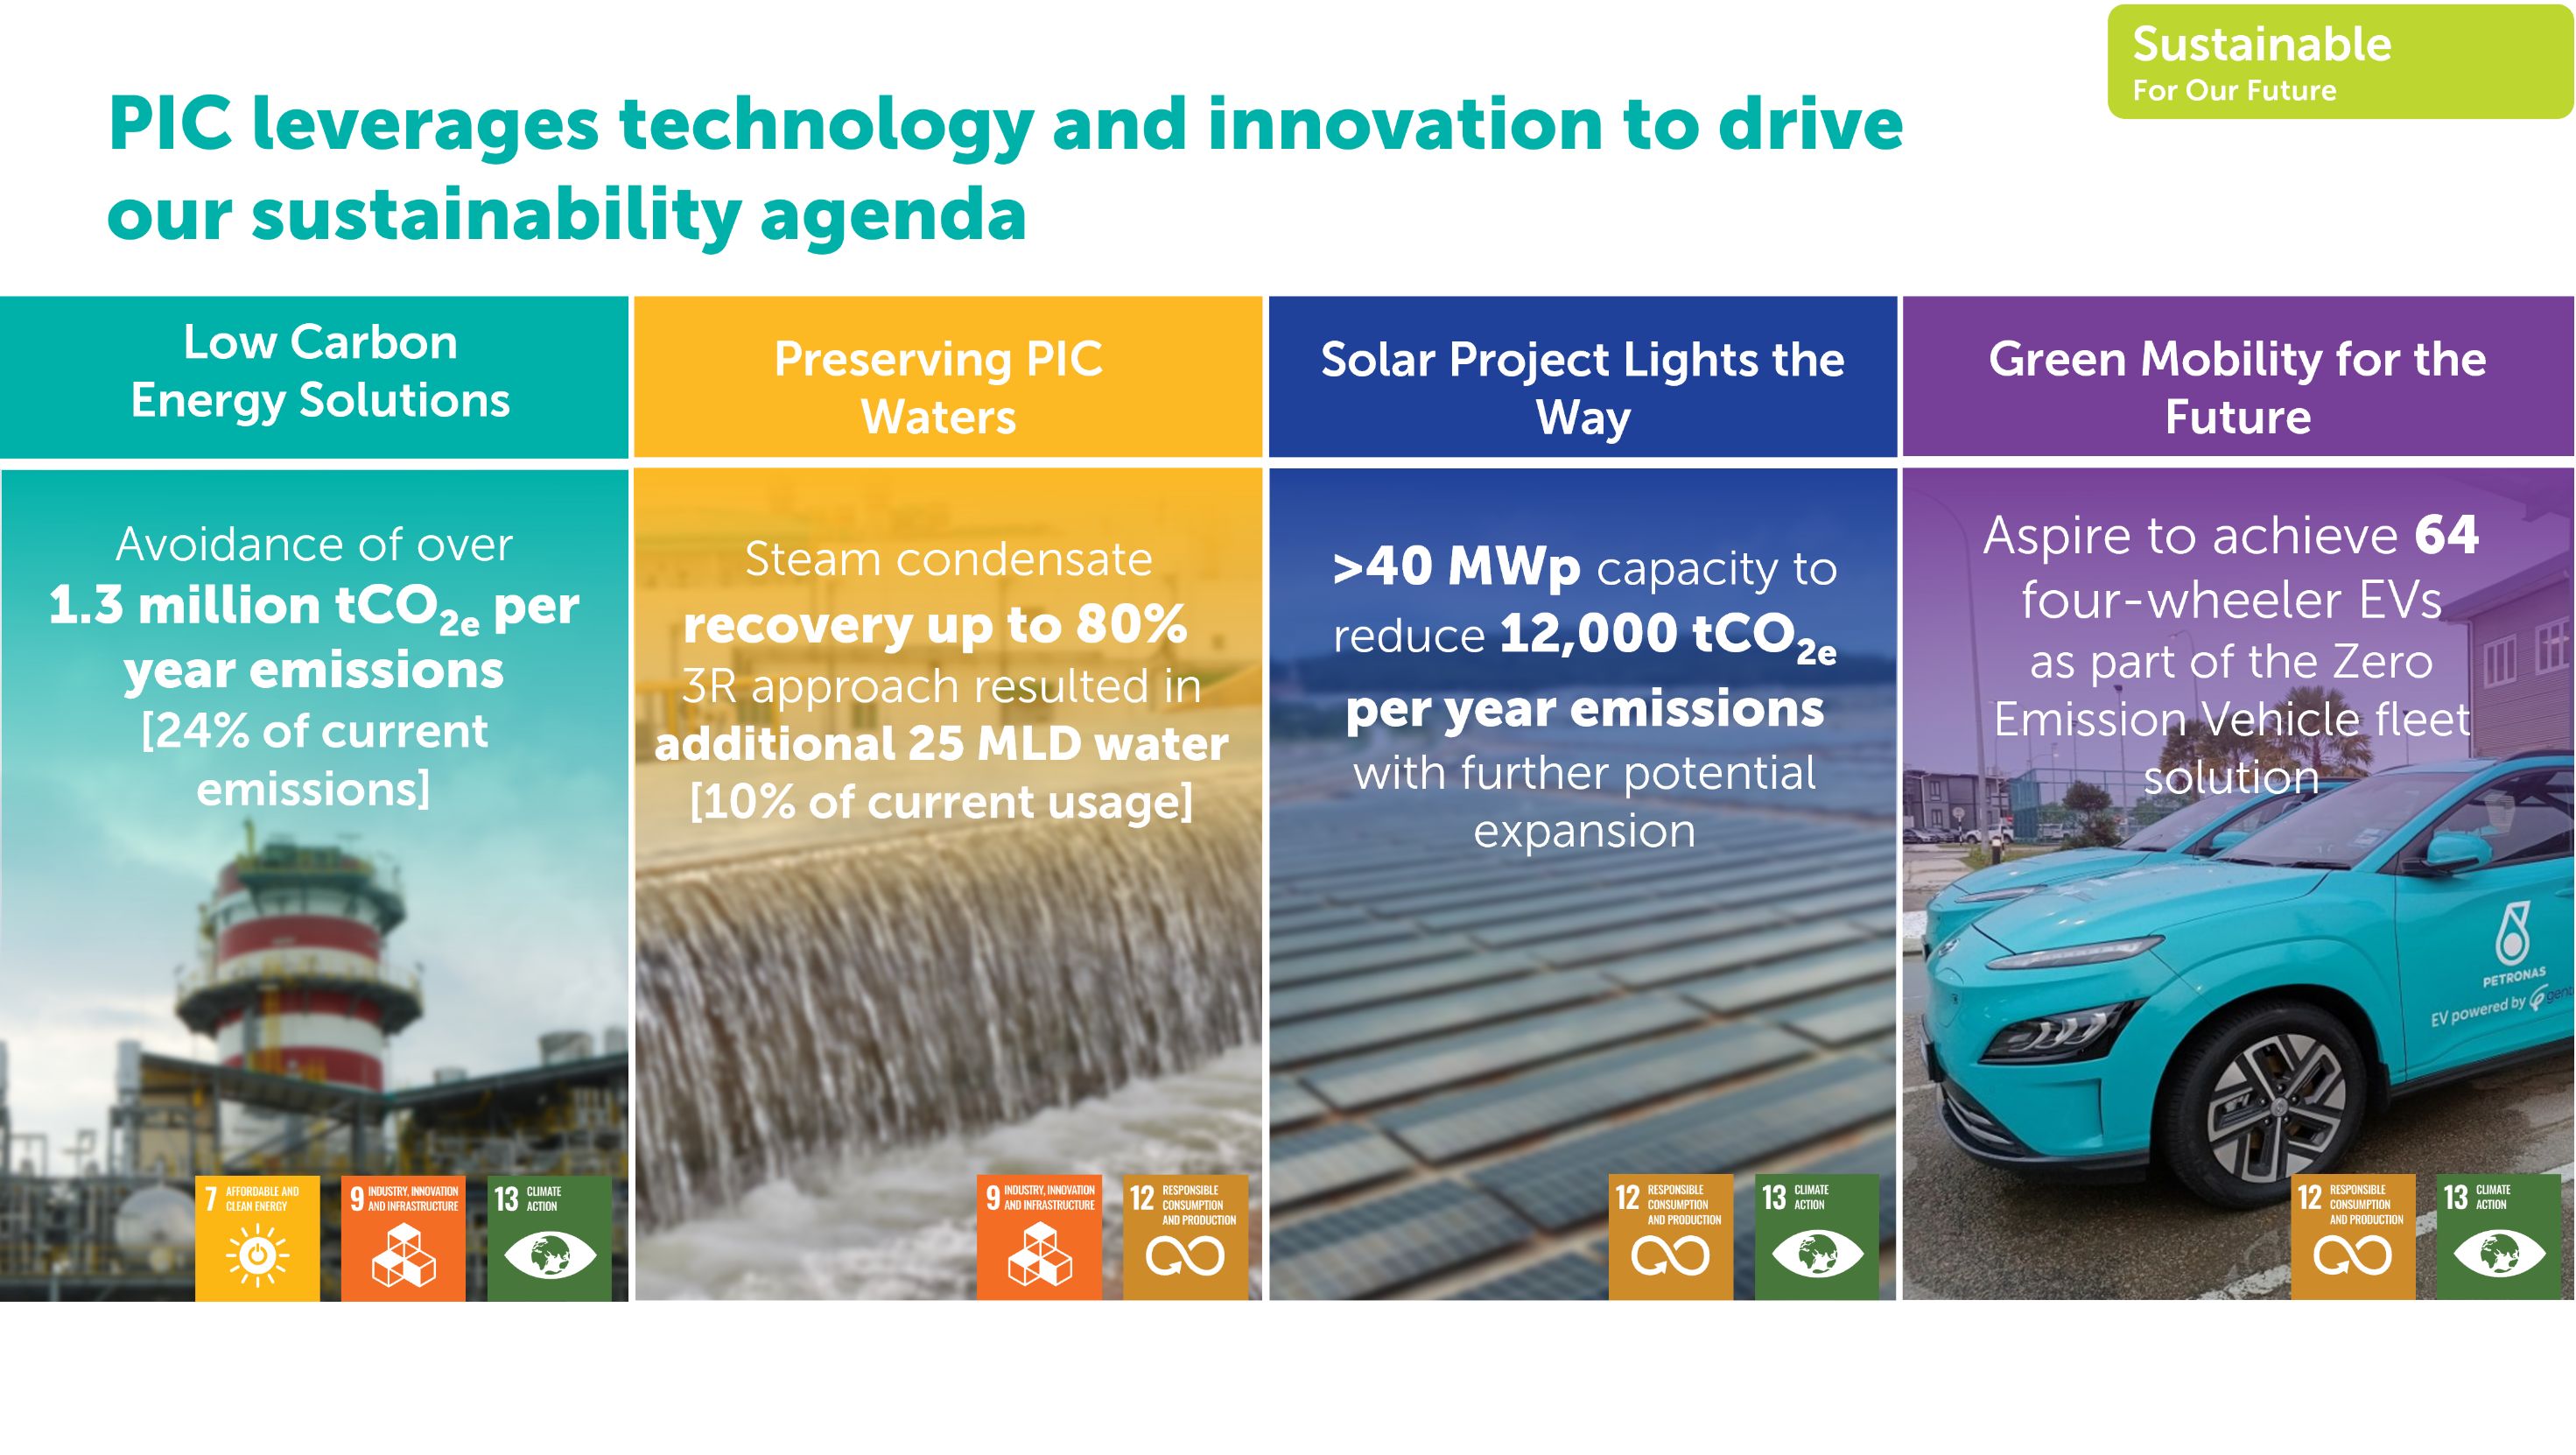 Sustainable
For Our Future
PIC leverages technology and innovation to drive
our sustainability agenda
Low Carbon
Energy Solutions
Avoidance of over
1.3 million tCO2e per
year emissions
[24% of current
emissions]
7 AFFORDABLE AND
CLEAN ENERGY
9 INDUSTRY, INNOVATION
AND INFRASTRUCTURE
13 CLIMATE
ACTION
Preserving PIC
Waters
Steam condensate
recovery up to 80%
3R approach resulted in
additional 25 MLD water
[10% of current usage]
9 INDUSTRY, INNOVATION
AND INFRASTRUCTURE
12 RESPONSIBLE
CONSUMPTION
AND PRODUCTION
Solar Project Lights the
Way
>40 MWp capacity to
reduce 12,000 tCO2e
per year emissions
with further potential
expansion
12 RESPONSIBLE
CONSUMPTION
AND PRODUCTION
13 CLIMATE
ACTION
Green Mobility for the
Future
Aspire to achieve 64
four-wheeler EVs
as part of the Zero
Emission Vehicle fleet
solution
PETRONAS
EV powered by
12 RESPONSIBLE
CONSUMPTION
AND PRODUCTION
13 CLIMATE
ACTION